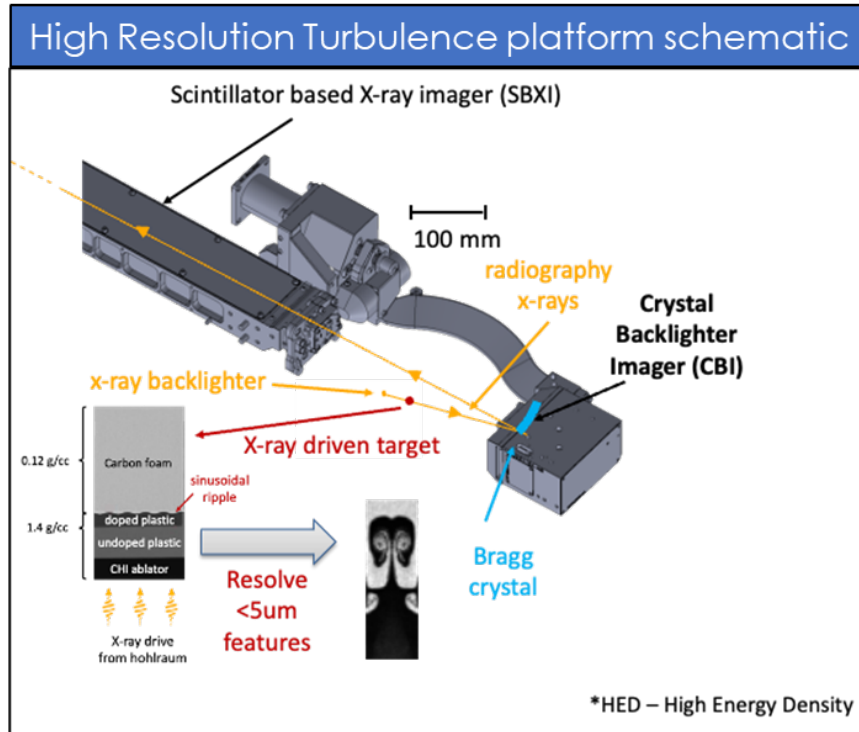 High Resolution Turbulence platform schematic
Scintillator based X-ray imager (SBXI)
100 mm
radiography
x-rays
Crystal
Backlighter
Imager (CBI)
x-ray backlighter
X-ray driven target
0.12 g/cc
Carbon foam
sinusoidal
ripple
doped plastic
1.4 g/cc
undoped plastic
CHI ablator
Resolve
<5um
features
Bragg
crystal
X-ray drive
from hohlraum
*HED – High Energy Density